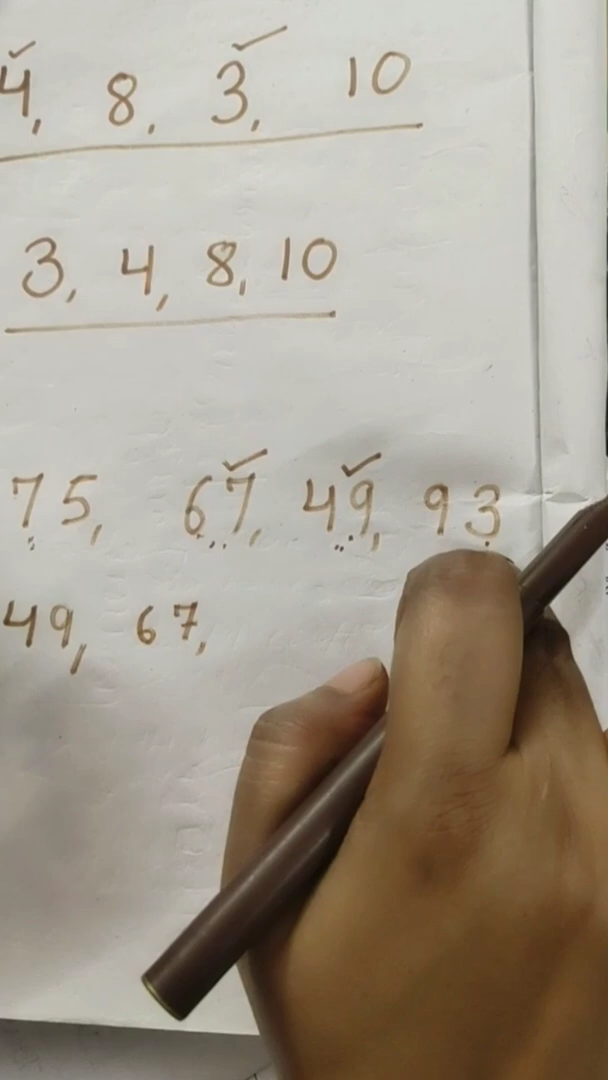 4, 8, 3, 10
3, 4, 8, 10
75, 67, 49, 93
49, 67,